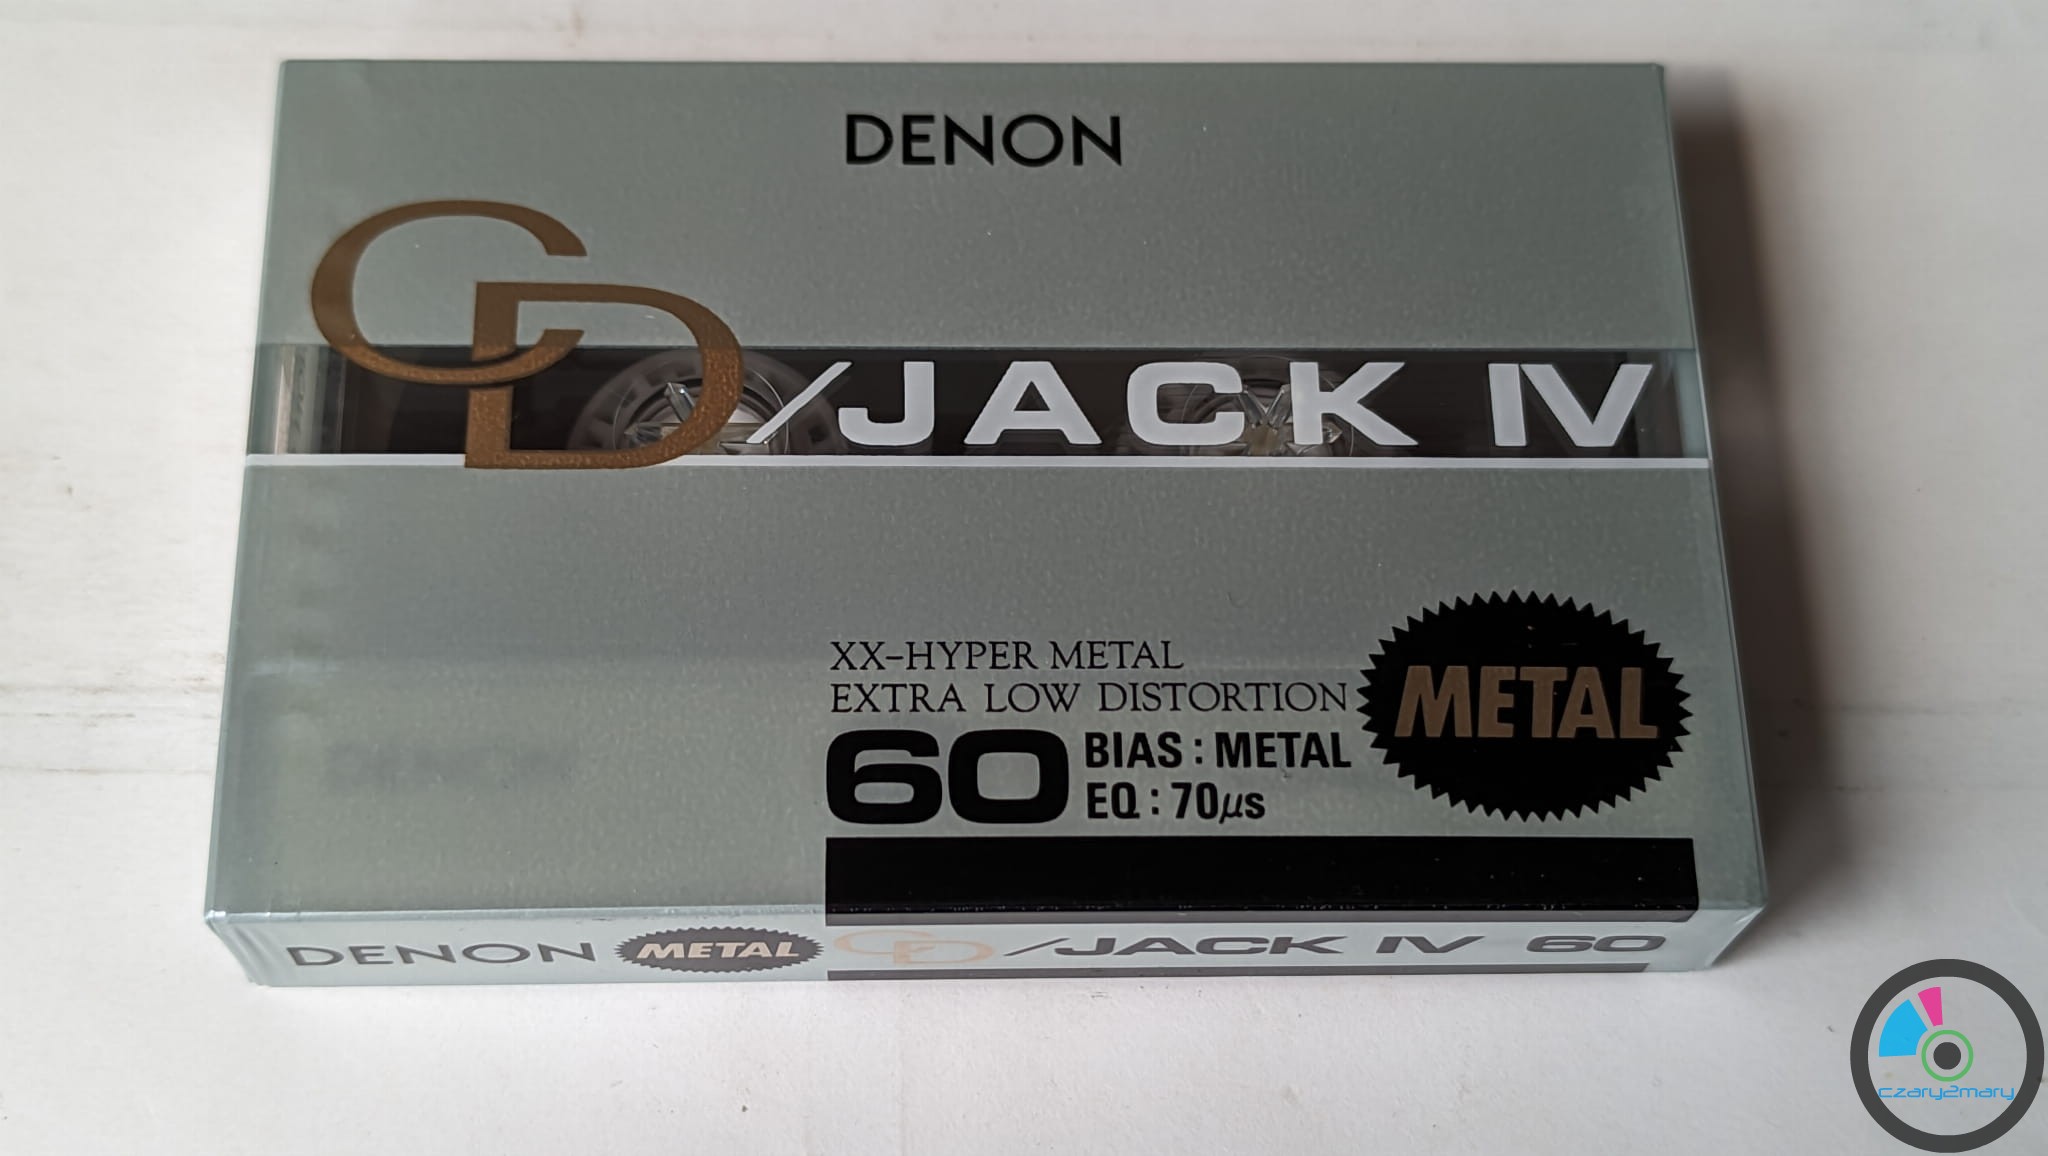 DENON
CD/JACK IV
XX-HYPER METAL
EXTRA LOW DISTORTION
METAL
60
BIAS : METAL
EQ : 70μs
DENON METAL CD/JACK IV 60
czary2mary